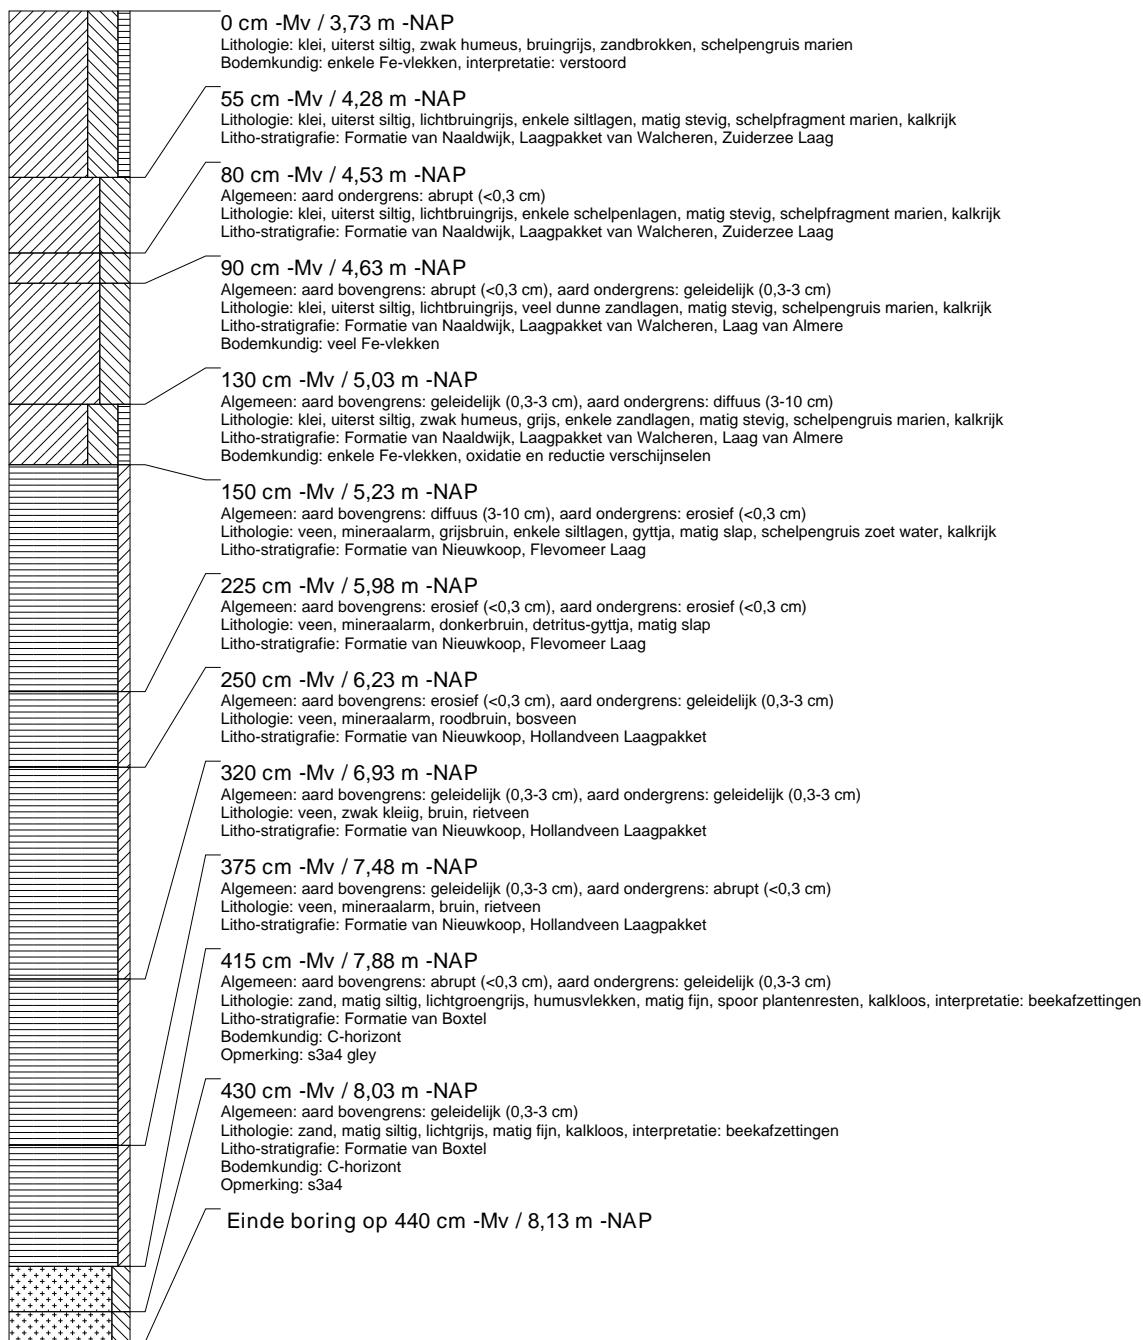 0 cm -Mv / 3,73 m -NAP
Lithologie: klei, uiterst siltig, zwak humeus, bruingrijs, zandbrokken, schelpengruis marien
Bodemkundig: enkele Fe-vlekken, interpretatie: verstoord
55 cm -Mv / 4,28 m -NAP
Lithologie: klei, uiterst siltig, lichtbruingrijs, enkele siltlagen, matig stevig, schelpfragment marien, kalkrijk
Litho-stratigrafie: Formatie van Naaldwijk, Laagpakket van Walcheren, Zuiderzee Laag
80 cm -Mv / 4,53 m -NAP
Algemeen: aard ondergrens: abrupt (<0,3 cm)
Lithologie: klei, uiterst siltig, lichtbruingrijs, enkele schelpenlagen, matig stevig, schelpfragment marien, kalkrijk
Litho-stratigrafie: Formatie van Naaldwijk, Laagpakket van Walcheren, Zuiderzee Laag
90 cm -Mv / 4,63 m -NAP
Algemeen: aard bovengrens: abrupt (<0,3 cm), aard ondergrens: geleidelijk (0,3-3 cm)
Lithologie: klei, uiterst siltig, lichtbruingrijs, veel dunne zandlagen, matig stevig, schelpengruis marien, kalkrijk
Litho-stratigrafie: Formatie van Naaldwijk, Laagpakket van Walcheren, Laag van Almere
Bodemkundig: veel Fe-vlekken
130 cm -Mv / 5,03 m -NAP
Algemeen: aard bovengrens: geleidelijk (0,3-3 cm), aard ondergrens: diffuus (3-10 cm)
Lithologie: klei, uiterst siltig, zwak humeus, grijs, enkele zandlagen, matig stevig, schelpengruis marien, kalkrijk
Litho-stratigrafie: Formatie van Naaldwijk, Laagpakket van Walcheren, Laag van Almere
Bodemkundig: enkele Fe-vlekken, oxidatie en reductie verschijnselen
150 cm -Mv / 5,23 m -NAP
Algemeen: aard bovengrens: diffuus (3-10 cm), aard ondergrens: erosief (<0,3 cm)
Lithologie: veen, mineraalarm, grijsbruin, enkele siltlagen, gyttja, matig slap, schelpengruis zoet water, kalkrijk
Litho-stratigrafie: Formatie van Nieuwkoop, Flevomeer Laag
225 cm -Mv / 5,98 m -NAP
Algemeen: aard bovengrens: erosief (<0,3 cm), aard ondergrens: erosief (<0,3 cm)
Lithologie: veen, mineraalarm, donkerbruin, detritus-gyttja, matig slap
Litho-stratigrafie: Formatie van Nieuwkoop, Flevomeer Laag
250 cm -Mv / 6,23 m -NAP
Algemeen: aard bovengrens: erosief (<0,3 cm), aard ondergrens: geleidelijk (0,3-3 cm)
Lithologie: veen, mineraalarm, roodbruin, bosveen
Litho-stratigrafie: Formatie van Nieuwkoop, Hollandveen Laagpakket
320 cm -Mv / 6,93 m -NAP
Algemeen: aard bovengrens: geleidelijk (0,3-3 cm), aard ondergrens: geleidelijk (0,3-3 cm)
Lithologie: veen, zwak kleiig, bruin, rietveen
Litho-stratigrafie: Formatie van Nieuwkoop, Hollandveen Laagpakket
375 cm -Mv / 7,48 m -NAP
Algemeen: aard bovengrens: geleidelijk (0,3-3 cm), aard ondergrens: abrupt (<0,3 cm)
Lithologie: veen, mineraalarm, bruin, rietveen
Litho-stratigrafie: Formatie van Nieuwkoop, Hollandveen Laagpakket
415 cm -Mv / 7,88 m -NAP
Algemeen: aard bovengrens: abrupt (<0,3 cm), aard ondergrens: geleidelijk (0,3-3 cm)
Lithologie: zand, matig siltig, lichtgroengrijs, humusvlekken, matig fijn, spoor plantenresten, kalkloos, interpretatie: beekafzettingen
Litho-stratigrafie: Formatie van Boxtel
Bodemkundig: C-horizont
Opmerking: s3a4 gley
430 cm -Mv / 8,03 m -NAP
Algemeen: aard bovengrens: geleidelijk (0,3-3 cm)
Lithologie: zand, matig siltig, lichtgrijs, matig fijn, kalkloos, interpretatie: beekafzettingen
Litho-stratigrafie: Formatie van Boxtel
Bodemkundig: C-horizont
Opmerking: s3a4
Einde boring op 440 cm -Mv / 8,13 m -NAP